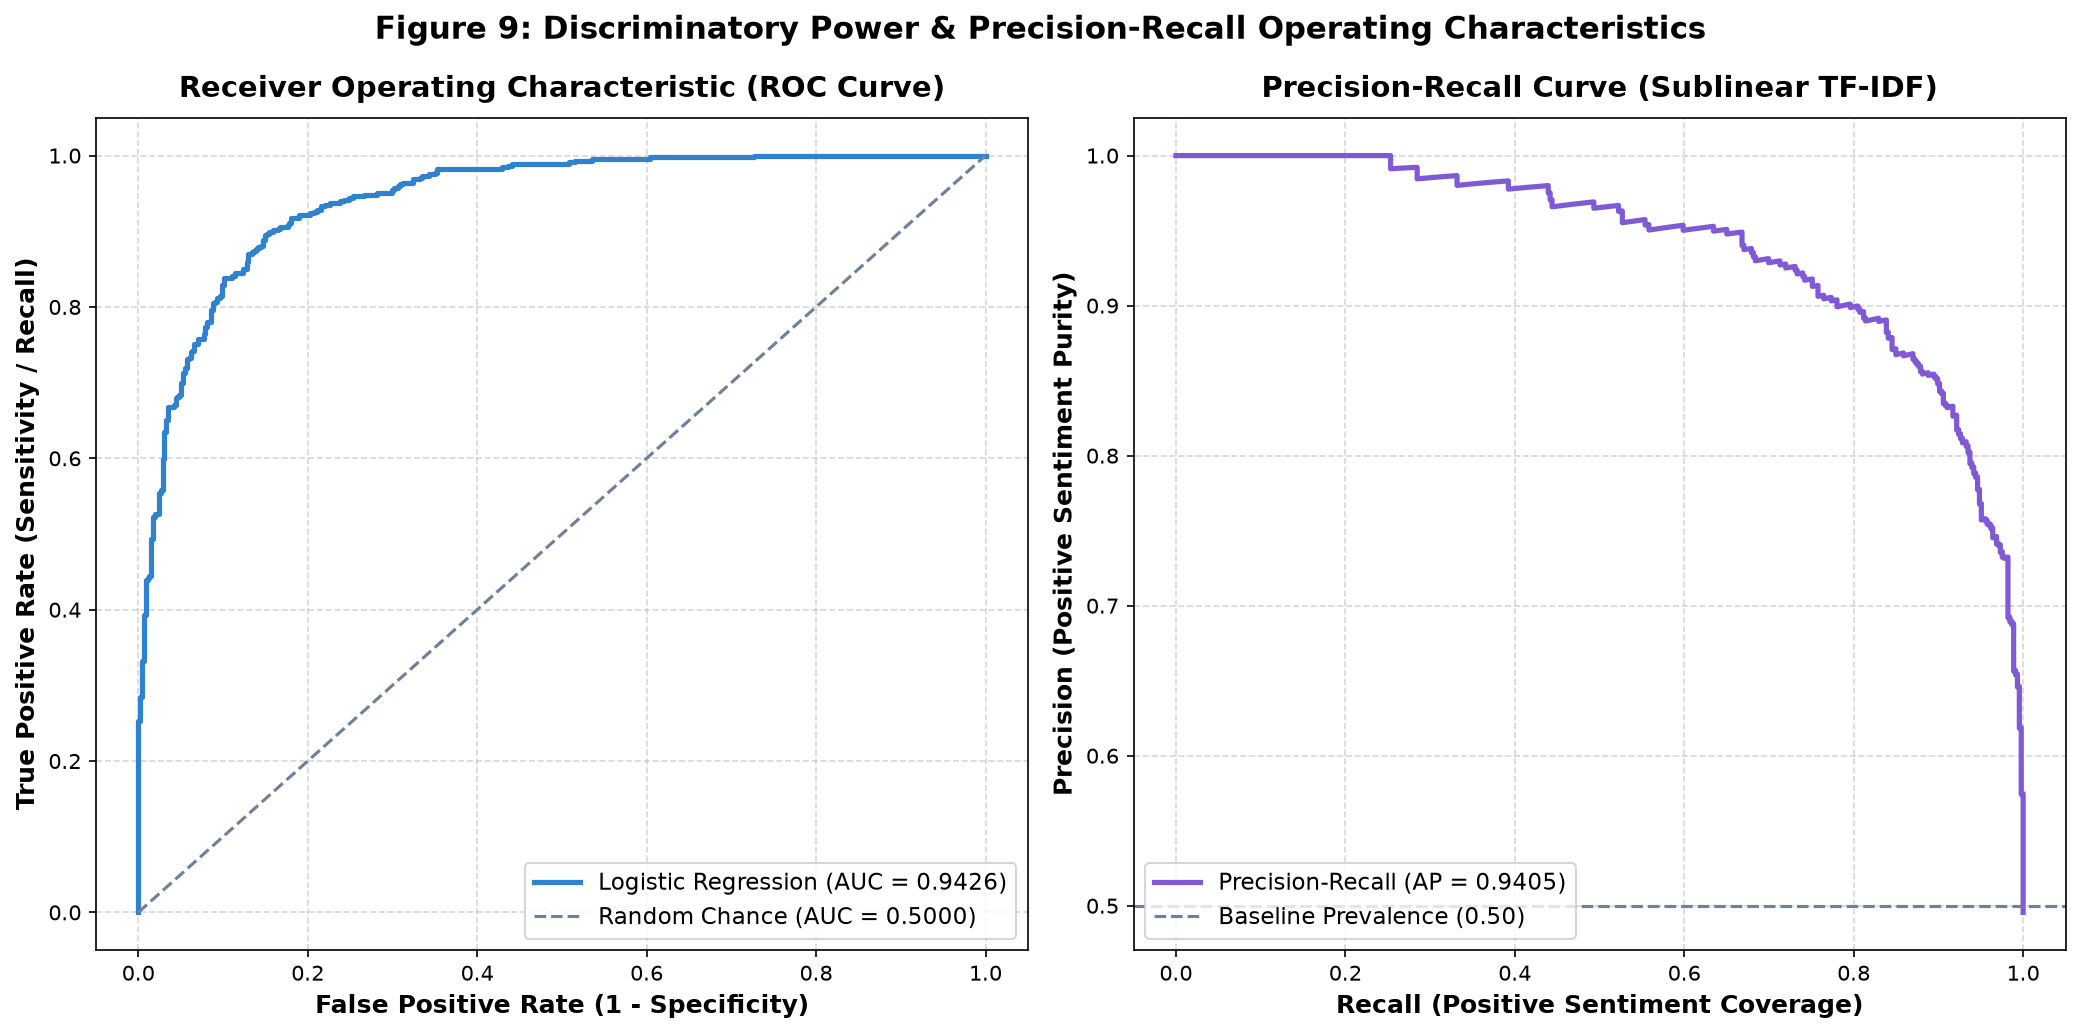 Figure 9: Discriminatory Power & Precision-Recall Operating Characteristics
Receiver Operating Characteristic (ROC Curve)
True Positive Rate (Sensitivity / Recall)
1.0
0.8
0.6
0.4
0.2
0.0
Logistic Regression (AUC = 0.9426)
Random Chance (AUC = 0.5000)
0.0 0.2 0.4 0.6 0.8 1.0
False Positive Rate (1 - Specificity)
Precision-Recall Curve (Sublinear TF-IDF)
Precision (Positive Sentiment Purity)
1.0
0.9
0.8
0.7
0.6
0.5
Precision-Recall (AP = 0.9405)
Baseline Prevalence (0.50)
0.0 0.2 0.4 0.6 0.8 1.0
Recall (Positive Sentiment Coverage)